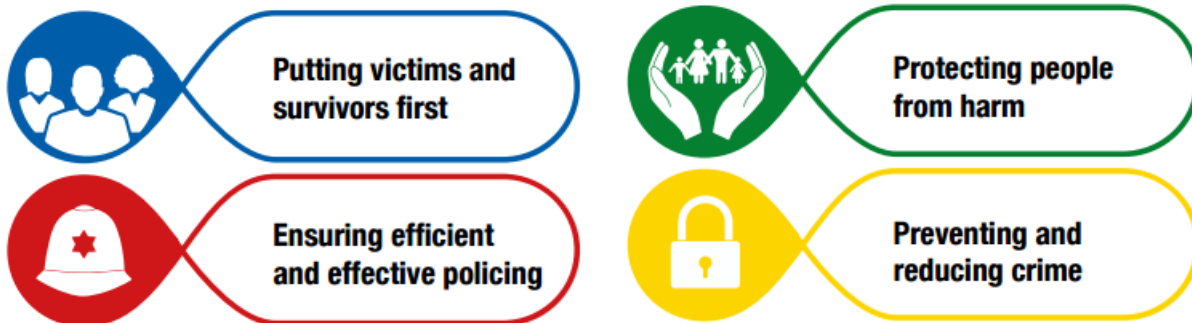 Putting victims and
survivors first
Protecting people
from harm
Ensuring efficient
and effective policing
Preventing and
reducing crime